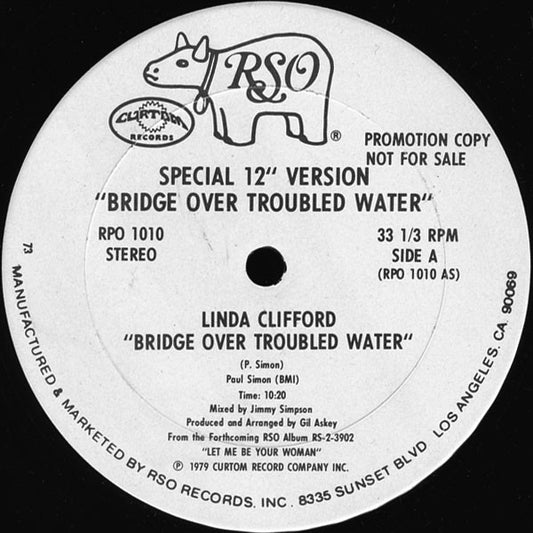 RSO
®
CURTOM
RECORDS
PROMOTION COPY
NOT FOR SALE
SPECIAL 12" VERSION
"BRIDGE OVER TROUBLED WATER"
RPO 1010
STEREO
33 1/3 RPM
SIDE A
(RPO 1010 AS)
LINDA CLIFFORD
"BRIDGE OVER TROUBLED WATER"
(P. Simon)
Paul Simon (BMI)
Time: 10:20
Mixed by Jimmy Simpson
Produced and Arranged by Gil Askey
From the Forthcoming RSO Album RS-2-3902
"LET ME BE YOUR WOMAN"
℗ 1979 CURTOM RECORD COMPANY INC.
73
MANUFACTURED & MARKETED BY RSO RECORDS, INC. 8335 SUNSET BLVD LOS ANGELES, CA. 90069